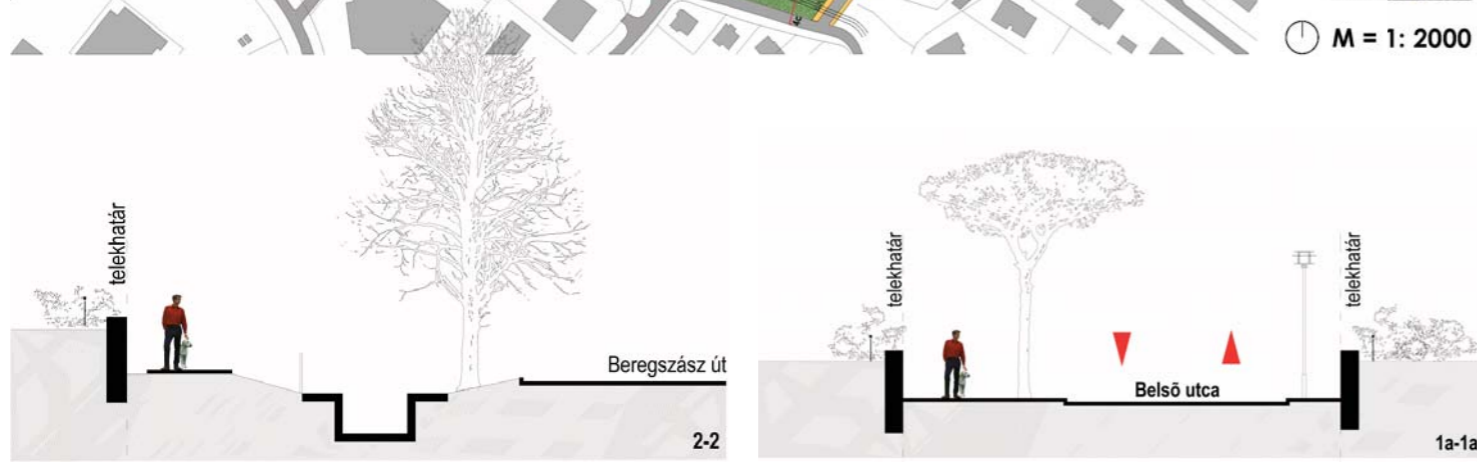 M = 1: 2000
telekhatár
Beregszász út
2-2
telekhatár
Belsõ utca
telekhatár
1a-1a